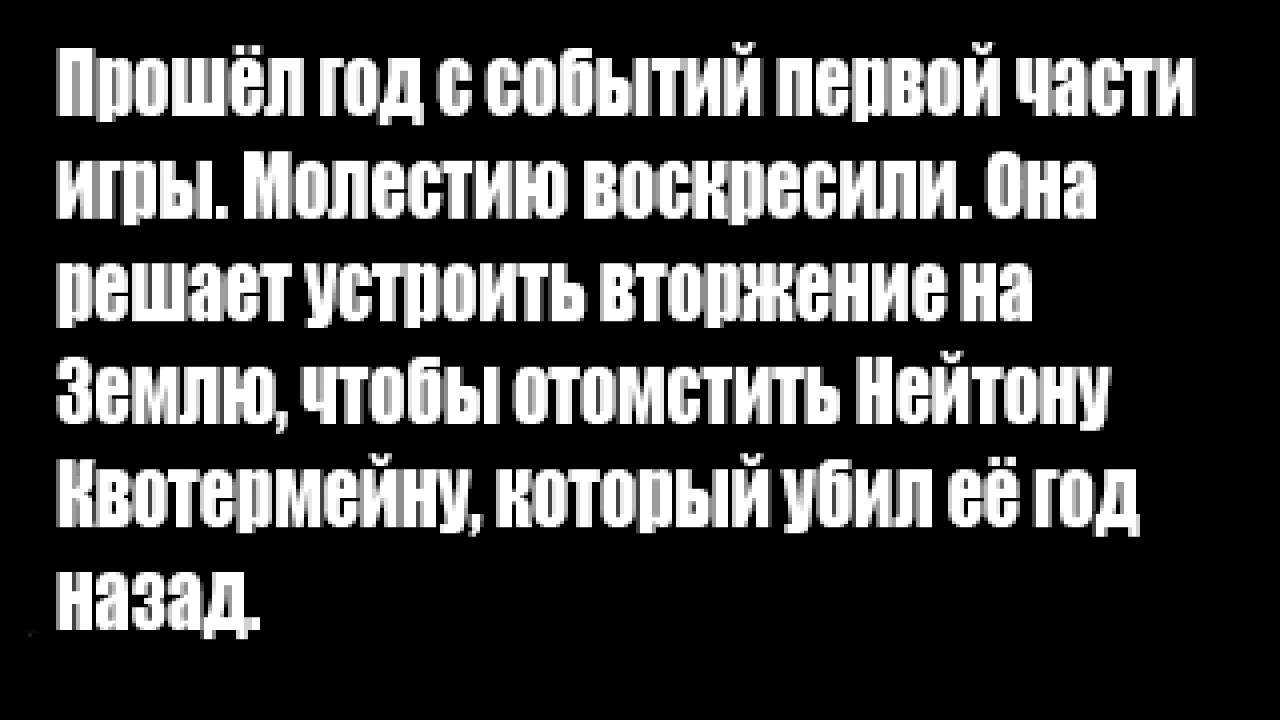 Прошёл год с событий первой части
игры. Молестию воскресили. Она
решает устроить вторжение на
Землю, чтобы отомстить Нейтону
Квотермейну, который убил её год
назад.